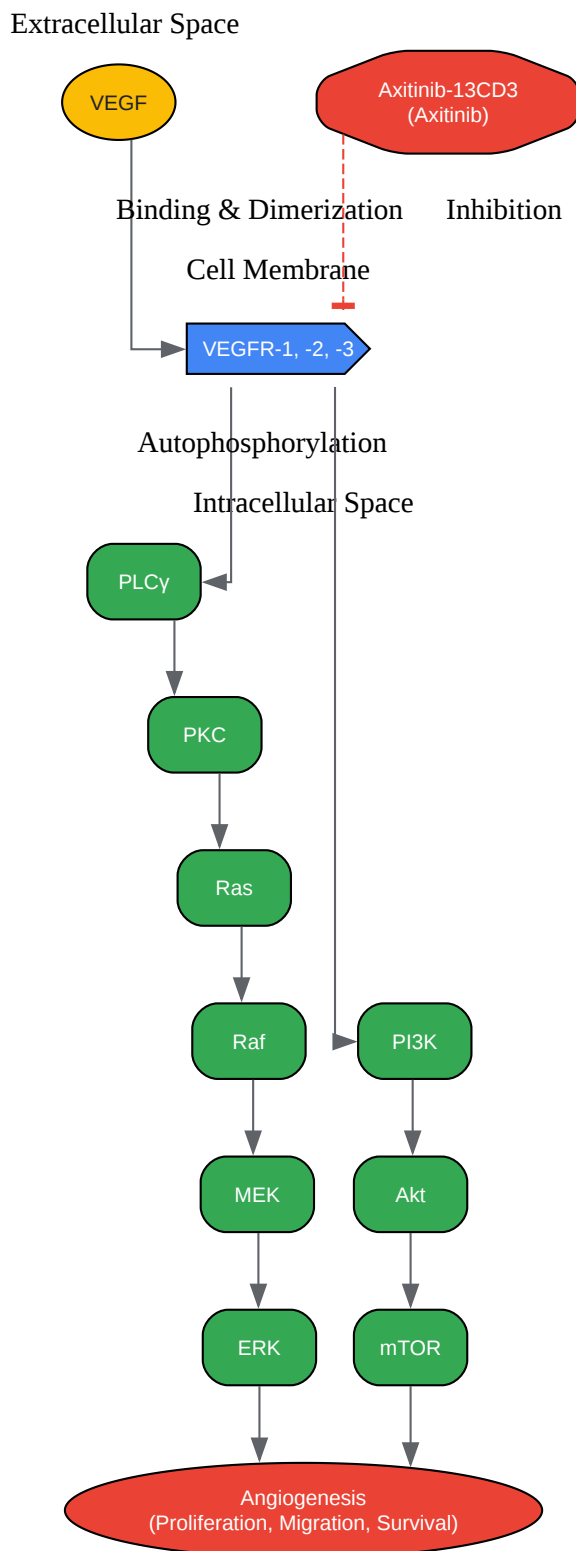 Extracellular Space
VEGF
Axitinib-13CD3
(Axitinib)
Binding & Dimerization
Inhibition
Cell Membrane
VEGFR-1, -2, -3
Autophosphorylation
Intracellular Space
PLCγ
PKC
Ras
Raf
PI3K
MEK
Akt
ERK
mTOR
Angiogenesis
(Proliferation, Migration, Survival)